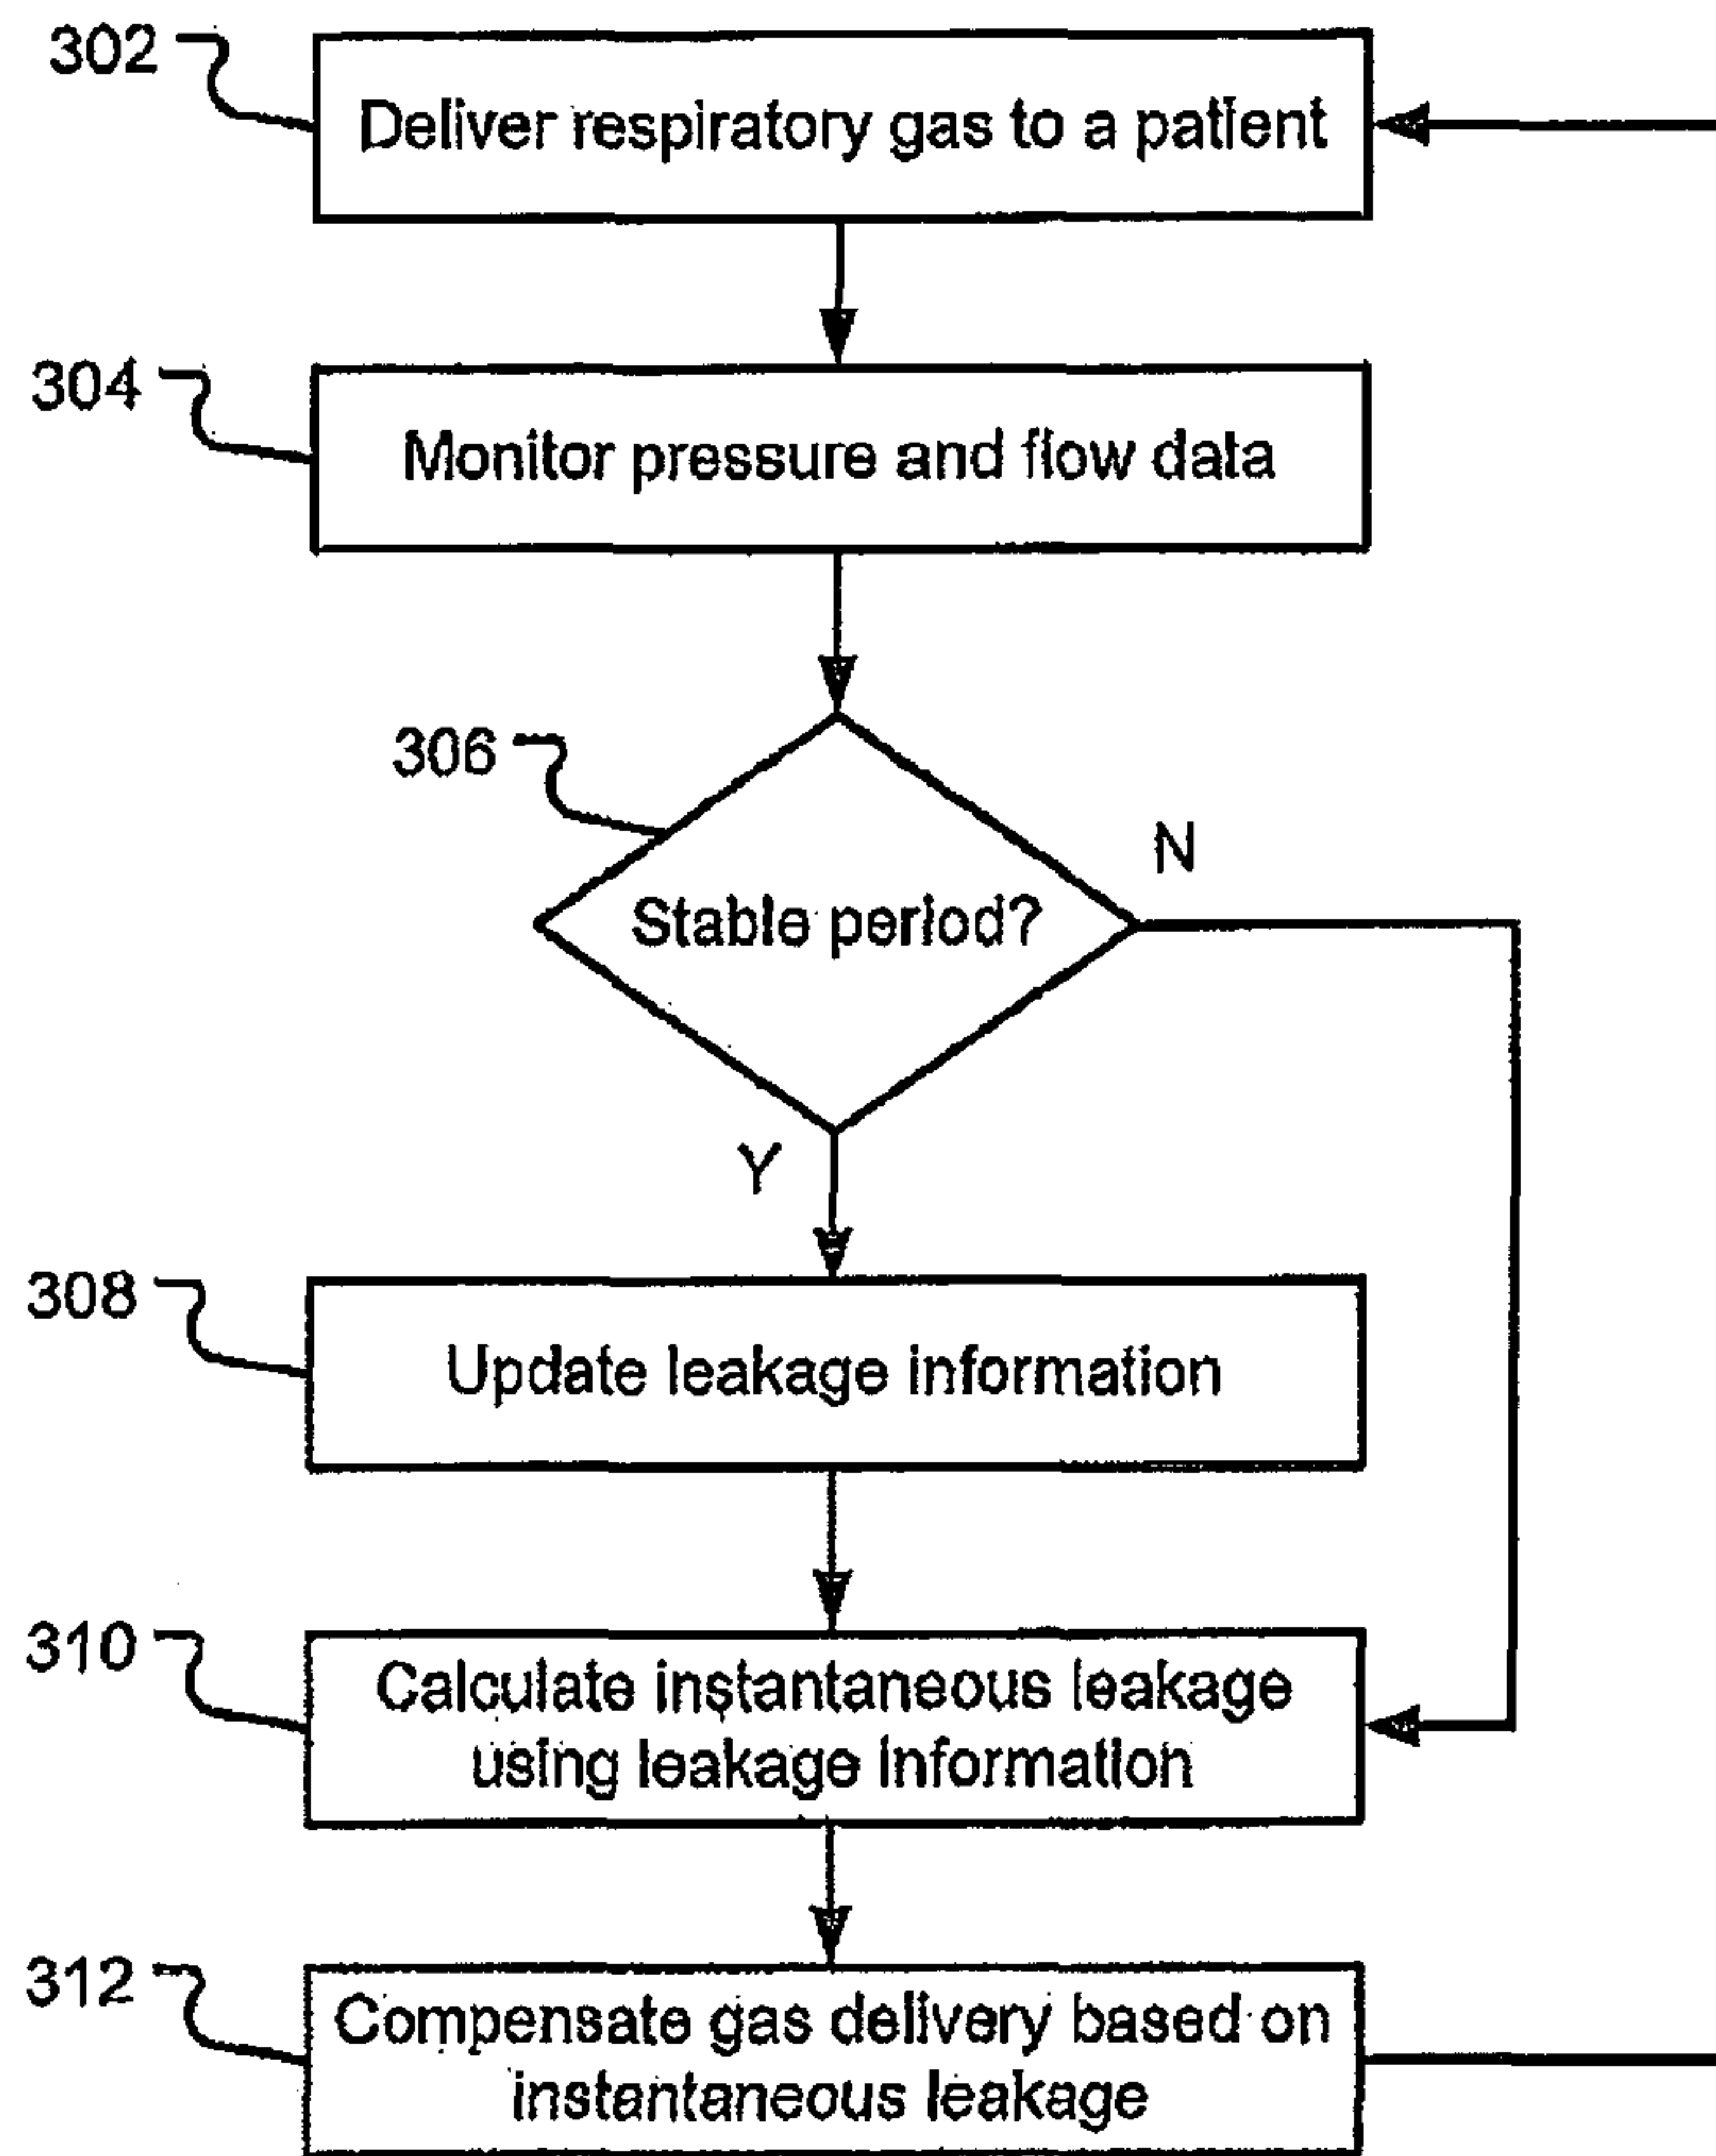 302
Deliver respiratory gas to a patient
304
Monitor pressure and flow data
306
N
Stable period?
Y
308
Update leakage information
310
Calculate instantaneous leakage
using leakage information
312
Compensate gas delivery based on
instantaneous leakage